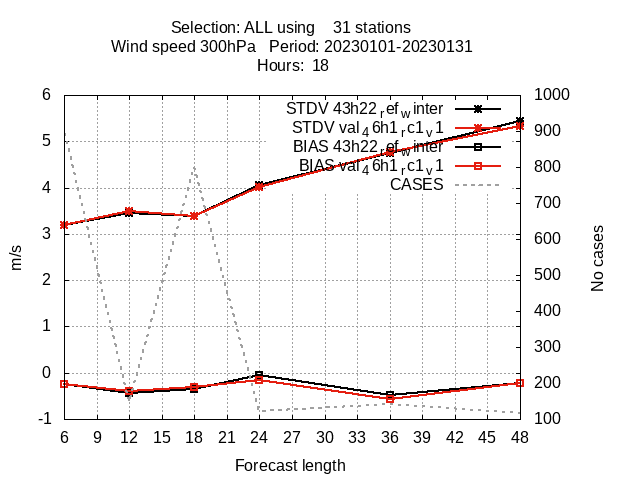 Selection: ALL using    31 stations
Wind speed 300hPa   Period: 20230101-20230131
Hours:  18
STDV 43h22_ref_winter
STDV val_46h1_rc1_v1
BIAS 43h22_ref_winter
BIAS val_46h1_rc1_v1
CASES
6
5
4
3
2
1
0
-1
m/s
1000
900
800
700
600
500
400
300
200
100
No cases
6 9 12 15 18 21 24 27 30 33 36 39 42 45 48
Forecast length